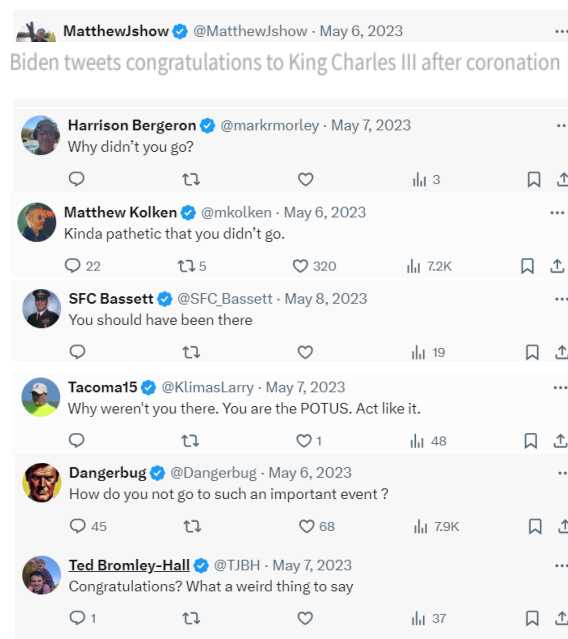 MatthewJshow @MatthewJshow · May 6, 2023
Biden tweets congratulations to King Charles III after coronation
Harrison Bergeron @markrmorley · May 7, 2023
Why didn't you go?
3
Matthew Kolken @mkolken · May 6, 2023
Kinda pathetic that you didn't go.
22 5 320 7.2K
SFC Bassett @SFC_Bassett · May 8, 2023
You should have been there
19
Tacoma15 @KlimasLarry · May 7, 2023
Why weren't you there. You are the POTUS. Act like it.
1 48
Dangerbug @Dangerbug · May 6, 2023
How do you not go to such an important event ?
45 68 7.9K
Ted Bromley-Hall @TJBH · May 7, 2023
Congratulations? What a weird thing to say
1 37